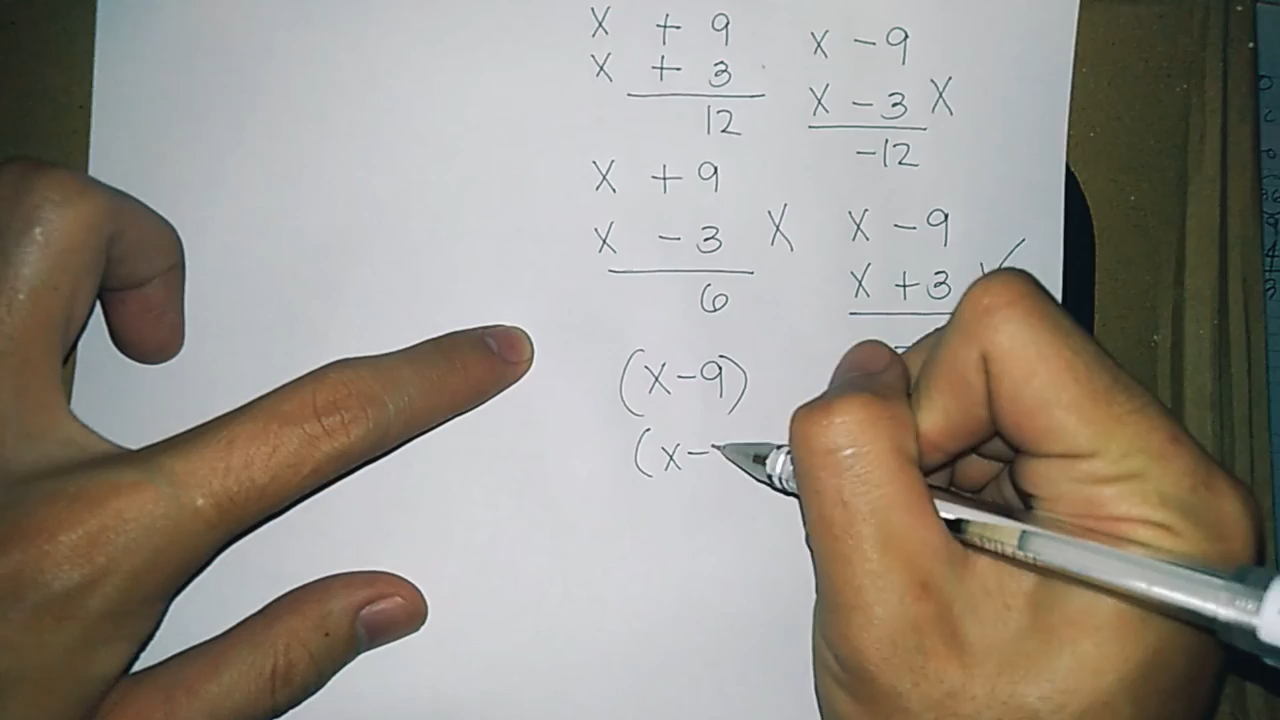 x + 9
x + 3
12
x - 9
x - 3 X
-12
x + 9
x - 3 X
6
x - 9
x + 3 ✓
(x-9)
(x-